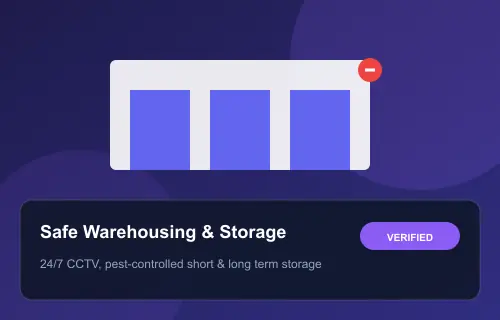 Safe Warehousing & Storage
VERIFIED
24/7 CCTV, pest-controlled short & long term storage